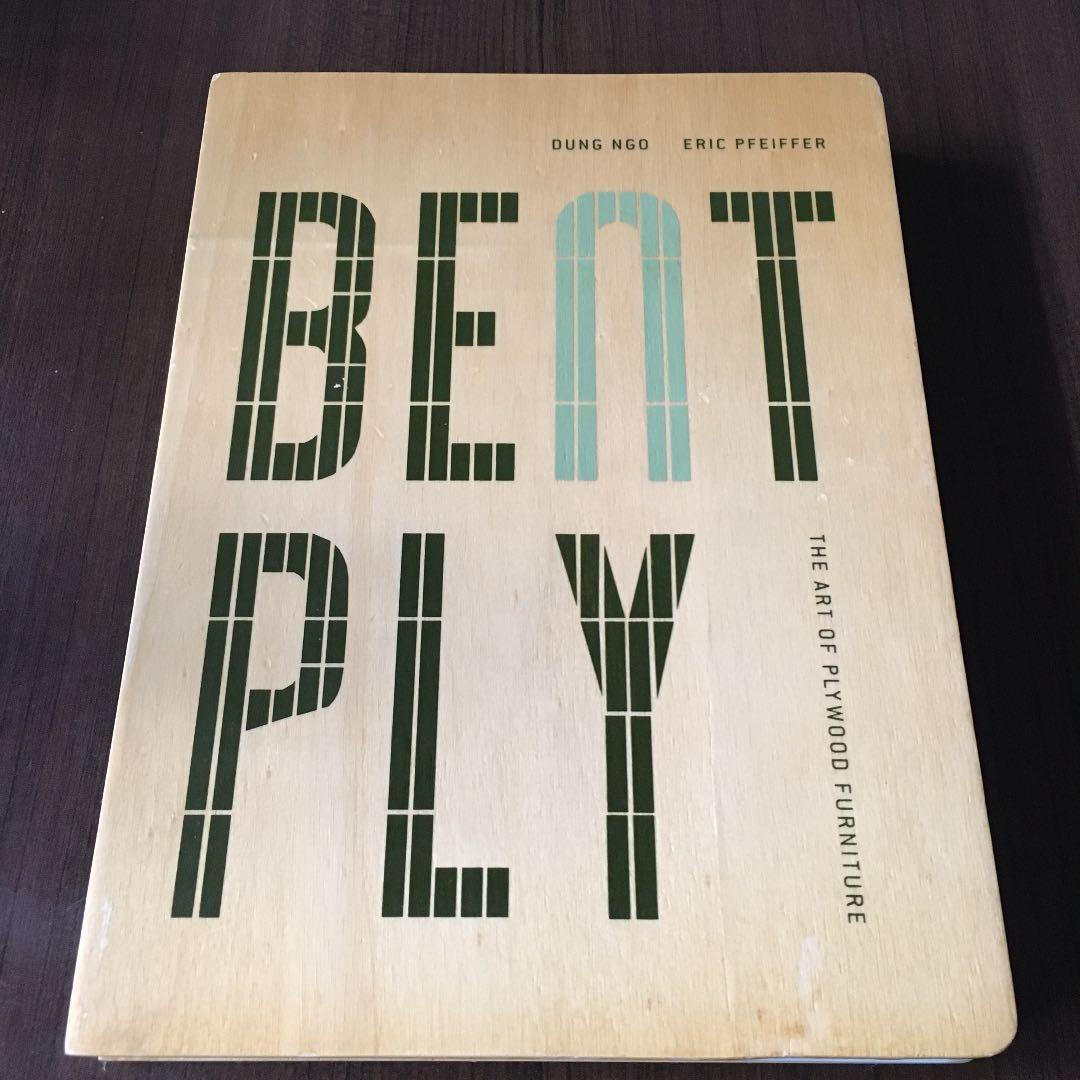 DUNG NGO ERIC PFEIFFER
BENT
PLY
THE ART OF PLYWOOD FURNITURE